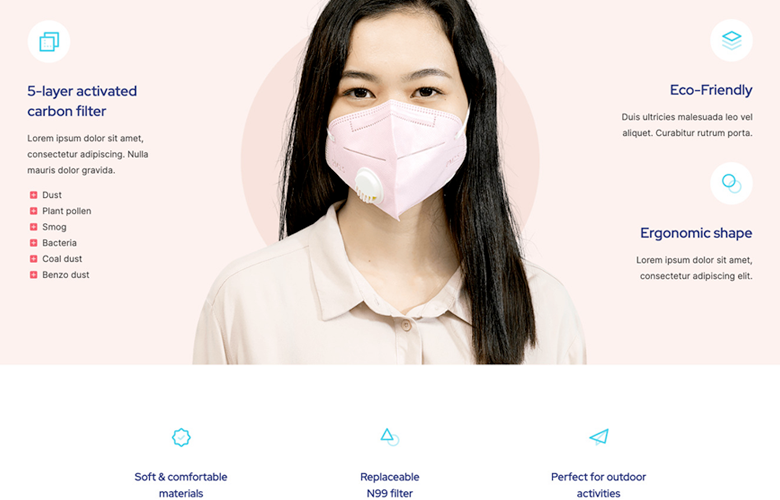 5-layer activated
carbon filter
Lorem ipsum dolor sit amet,
consectetur adipiscing. Nulla
mauris dolor gravida.
Dust
Plant pollen
Smog
Bacteria
Coal dust
Benzo dust
Eco-Friendly
Duis ultricies malesuada leo vel
aliquet. Curabitur rutrum porta.
Ergonomic shape
Lorem ipsum dolor sit amet,
consectetur adipiscing elit.
Soft & comfortable
materials
Replaceable
N99 filter
Perfect for outdoor
activities